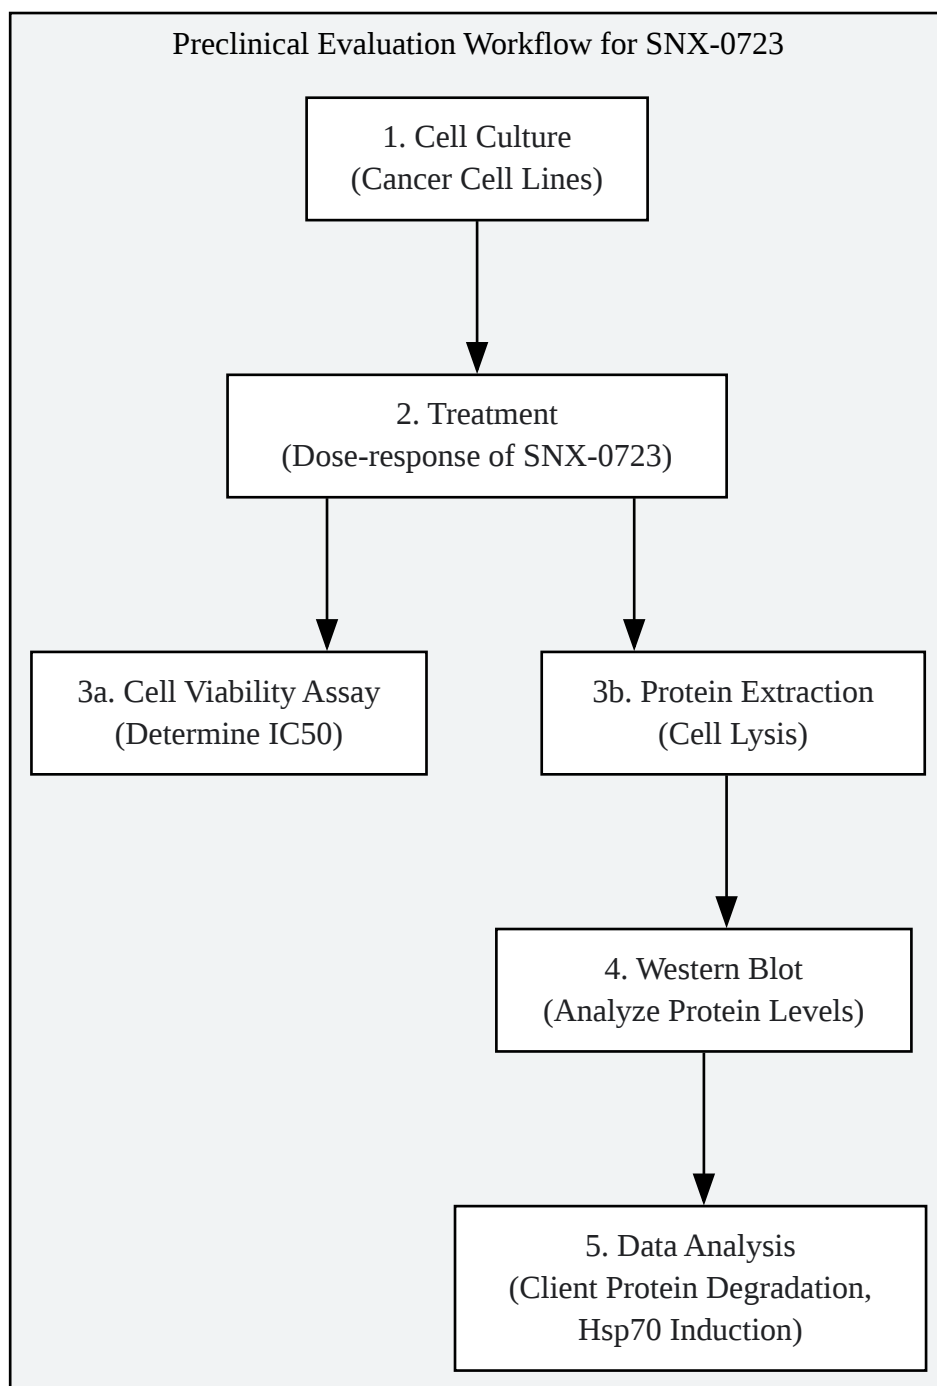 Preclinical Evaluation Workflow for SNX-0723
1. Cell Culture
(Cancer Cell Lines)
2. Treatment
(Dose-response of SNX-0723)
3a. Cell Viability Assay
(Determine IC50)
3b. Protein Extraction
(Cell Lysis)
4. Western Blot
(Analyze Protein Levels)
5. Data Analysis
(Client Protein Degradation,
Hsp70 Induction)